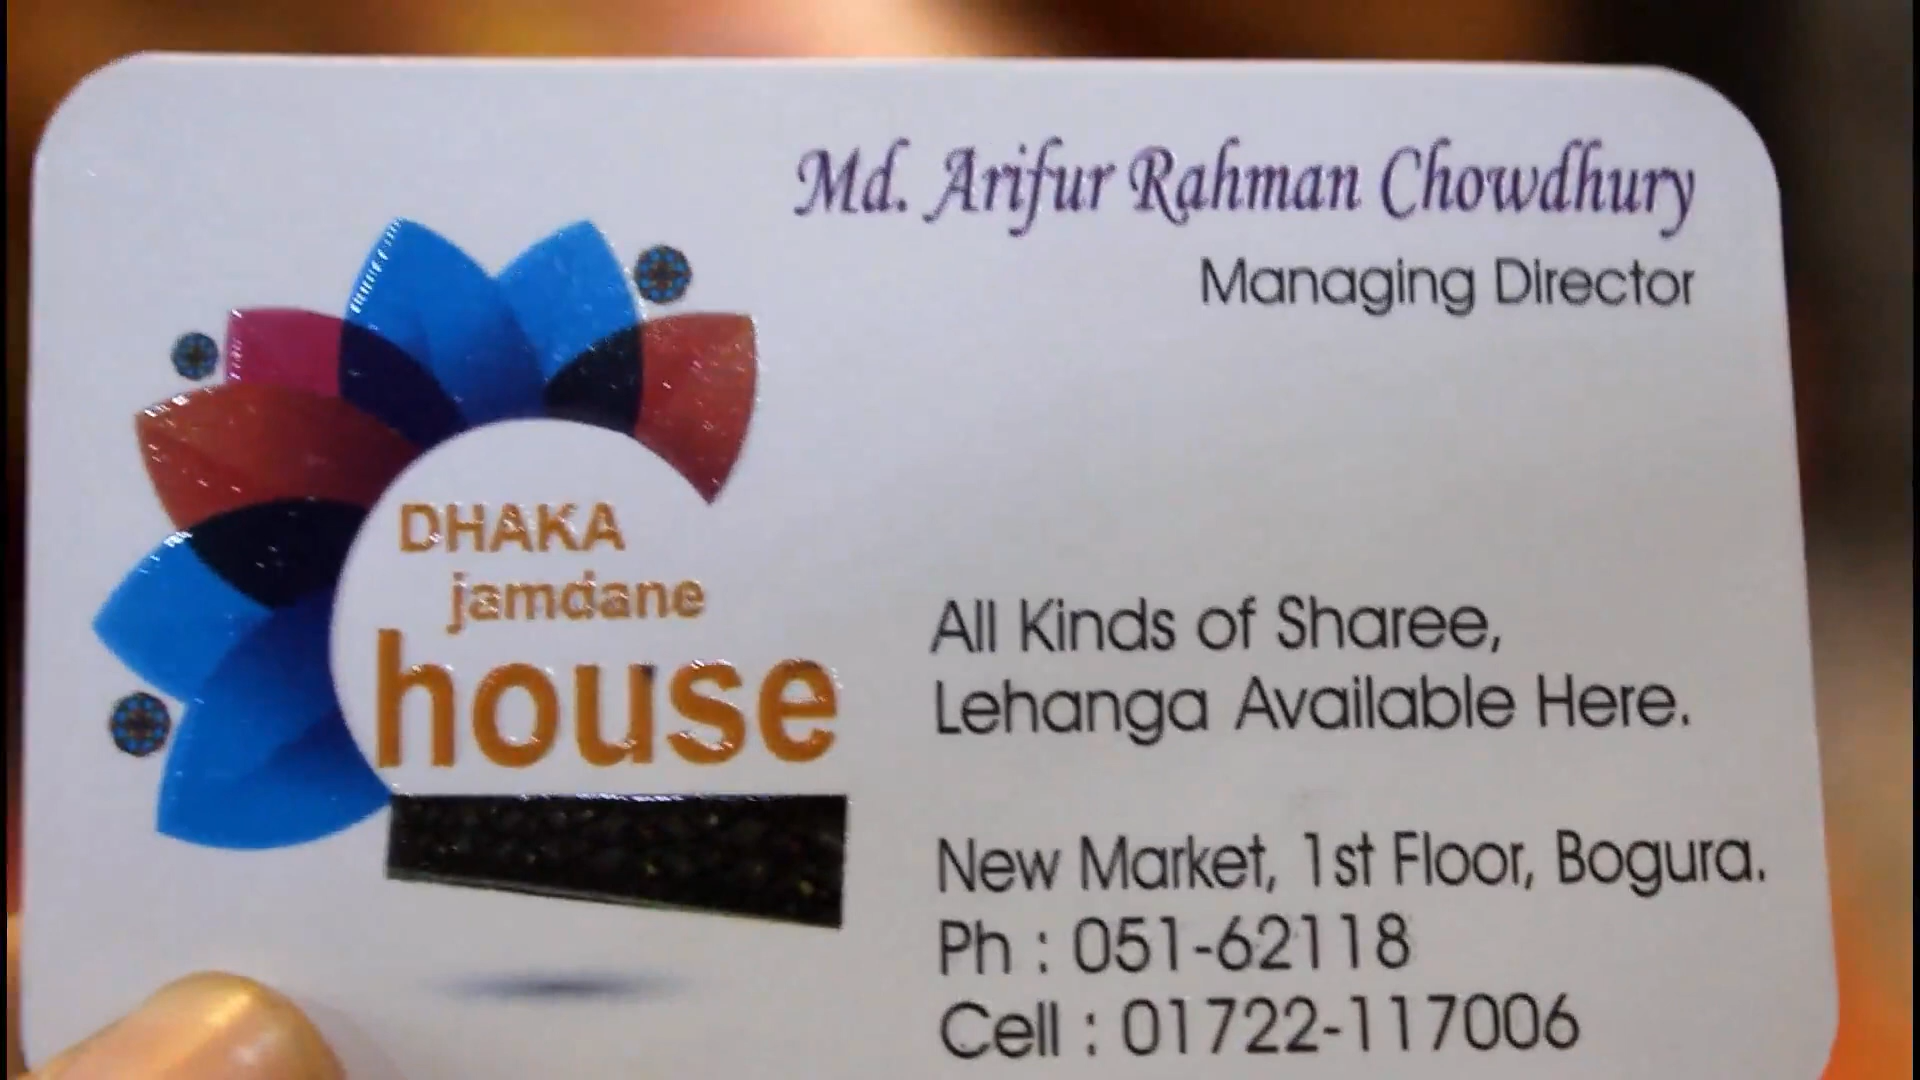 Md. Arifur Rahman Chowdhury
Managing Director
DHAKA
jamdane
house
All Kinds of Sharee,
Lehanga Available Here.
New Market, 1st Floor, Bogura.
Ph : 051-62118
Cell : 01722-117006